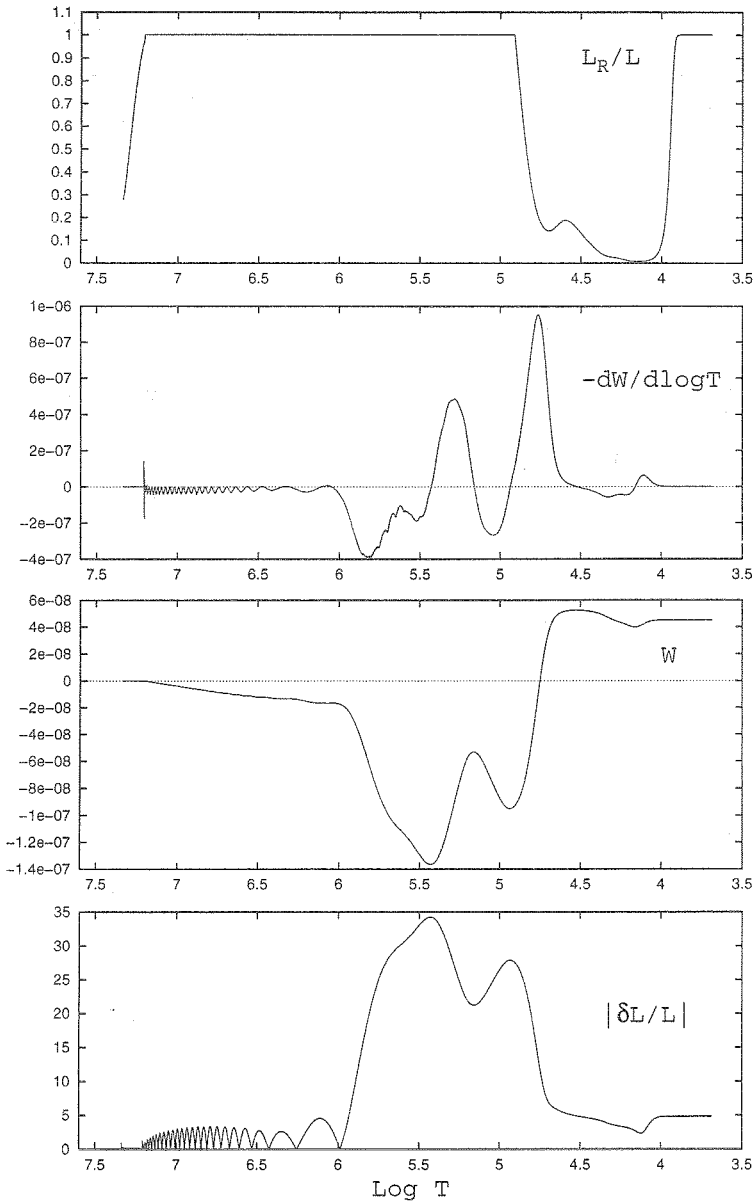 1.1
1
0.9
0.8
0.7
0.6
0.5
0.4
0.3
0.2
0.1
0
L_R/L
7.5 7 6.5 6 5.5 5 4.5 4 3.5
1e-06
8e-07
6e-07
4e-07
2e-07
0
-2e-07
-4e-07
-dW/dlogT
7.5 7 6.5 6 5.5 5 4.5 4 3.5
6e-08
4e-08
2e-08
0
-2e-08
-4e-08
-6e-08
-8e-08
-1e-07
-1.2e-07
-1.4e-07
W
7.5 7 6.5 6 5.5 5 4.5 4 3.5
35
30
25
20
15
10
5
0
|δL/L|
7.5 7 6.5 6 5.5 5 4.5 4 3.5
Log T